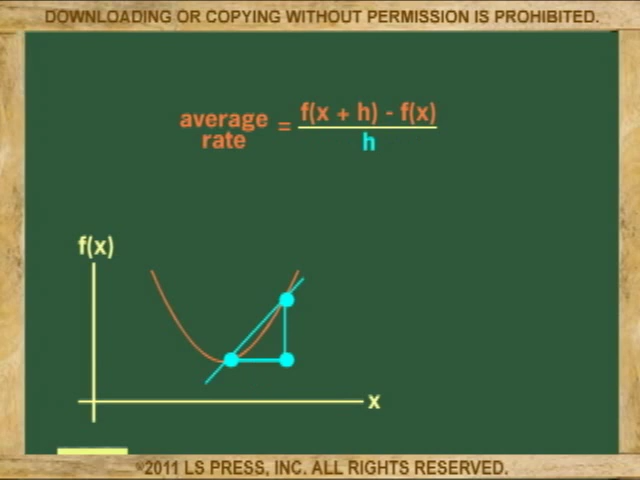 DOWNLOADING OR COPYING WITHOUT PERMISSION IS PROHIBITED.
average rate = f(x + h) - f(x)
h
f(x)
x
©2011 LS PRESS, INC. ALL RIGHTS RESERVED.